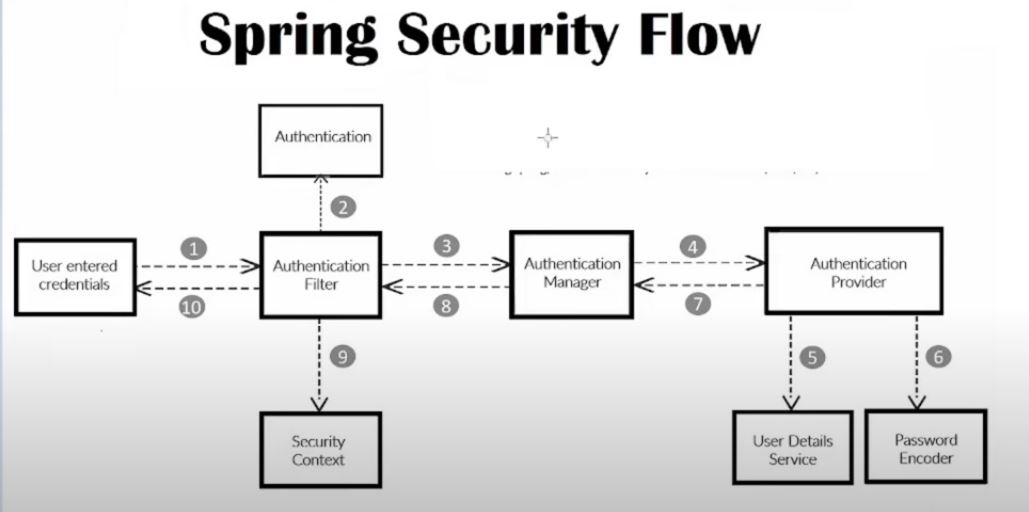 Spring Security Flow
Authentication
2
1
3
4
User entered
credentials
Authentication
Filter
Authentication
Manager
Authentication
Provider
10
8
7
9
5
6
Security
Context
User Details
Service
Password
Encoder